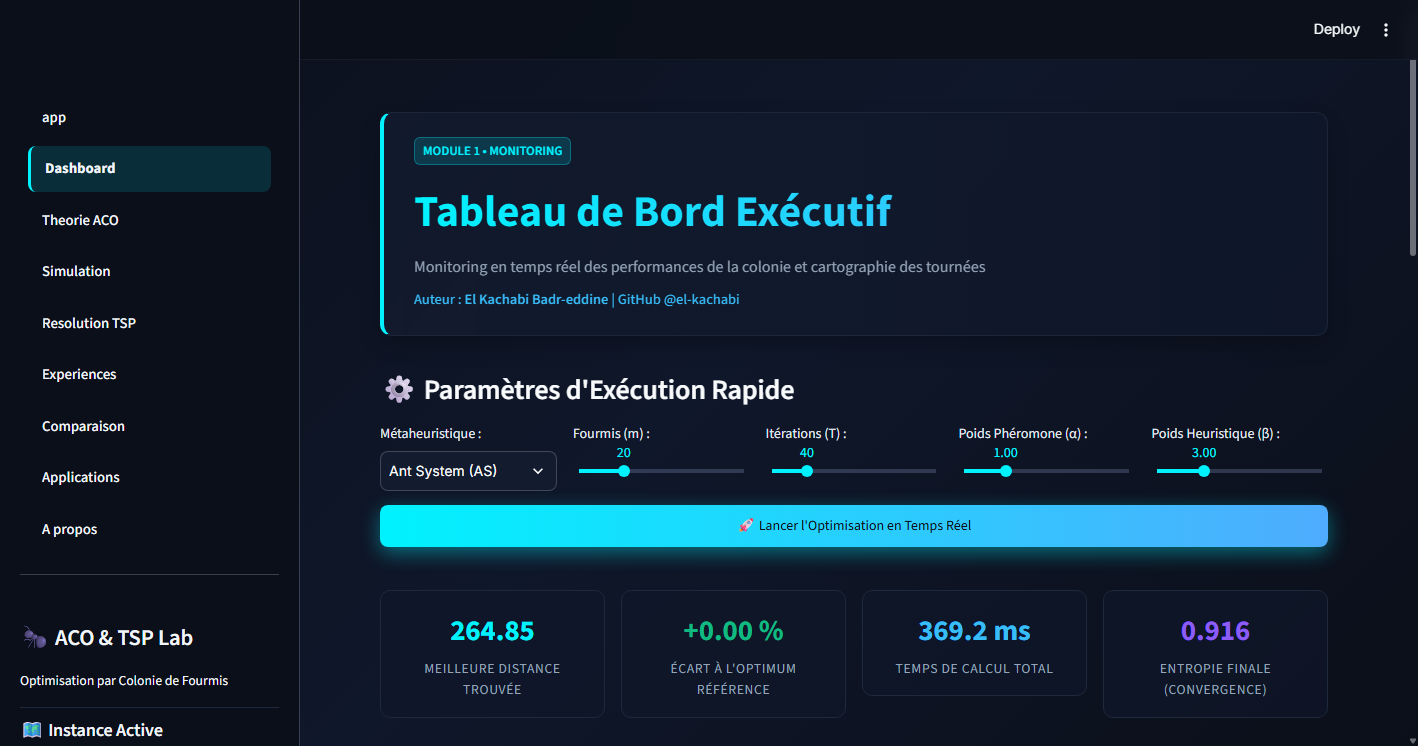 Deploy
app
Dashboard
Theorie ACO
Simulation
Resolution TSP
Experiences
Comparaison
Applications
A propos
ACO & TSP Lab
Optimisation par Colonie de Fourmis
Instance Active
MODULE 1 • MONITORING
Tableau de Bord Exécutif
Monitoring en temps réel des performances de la colonie et cartographie des tournées
Auteur : El Kachabi Badr-eddine | GitHub @el-kachabi
Paramètres d'Exécution Rapide
Métaheuristique :
Ant System (AS)
Fourmis (m) :
20
Itérations (T) :
40
Poids Phéromone (α) :
1.00
Poids Heuristique (β) :
3.00
Lancer l'Optimisation en Temps Réel
264.85
MEILLEURE DISTANCE
TROUVÉE
+0.00 %
ÉCART À L'OPTIMUM
RÉFÉRENCE
369.2 ms
TEMPS DE CALCUL TOTAL
0.916
ENTROPIE FINALE
(CONVERGENCE)